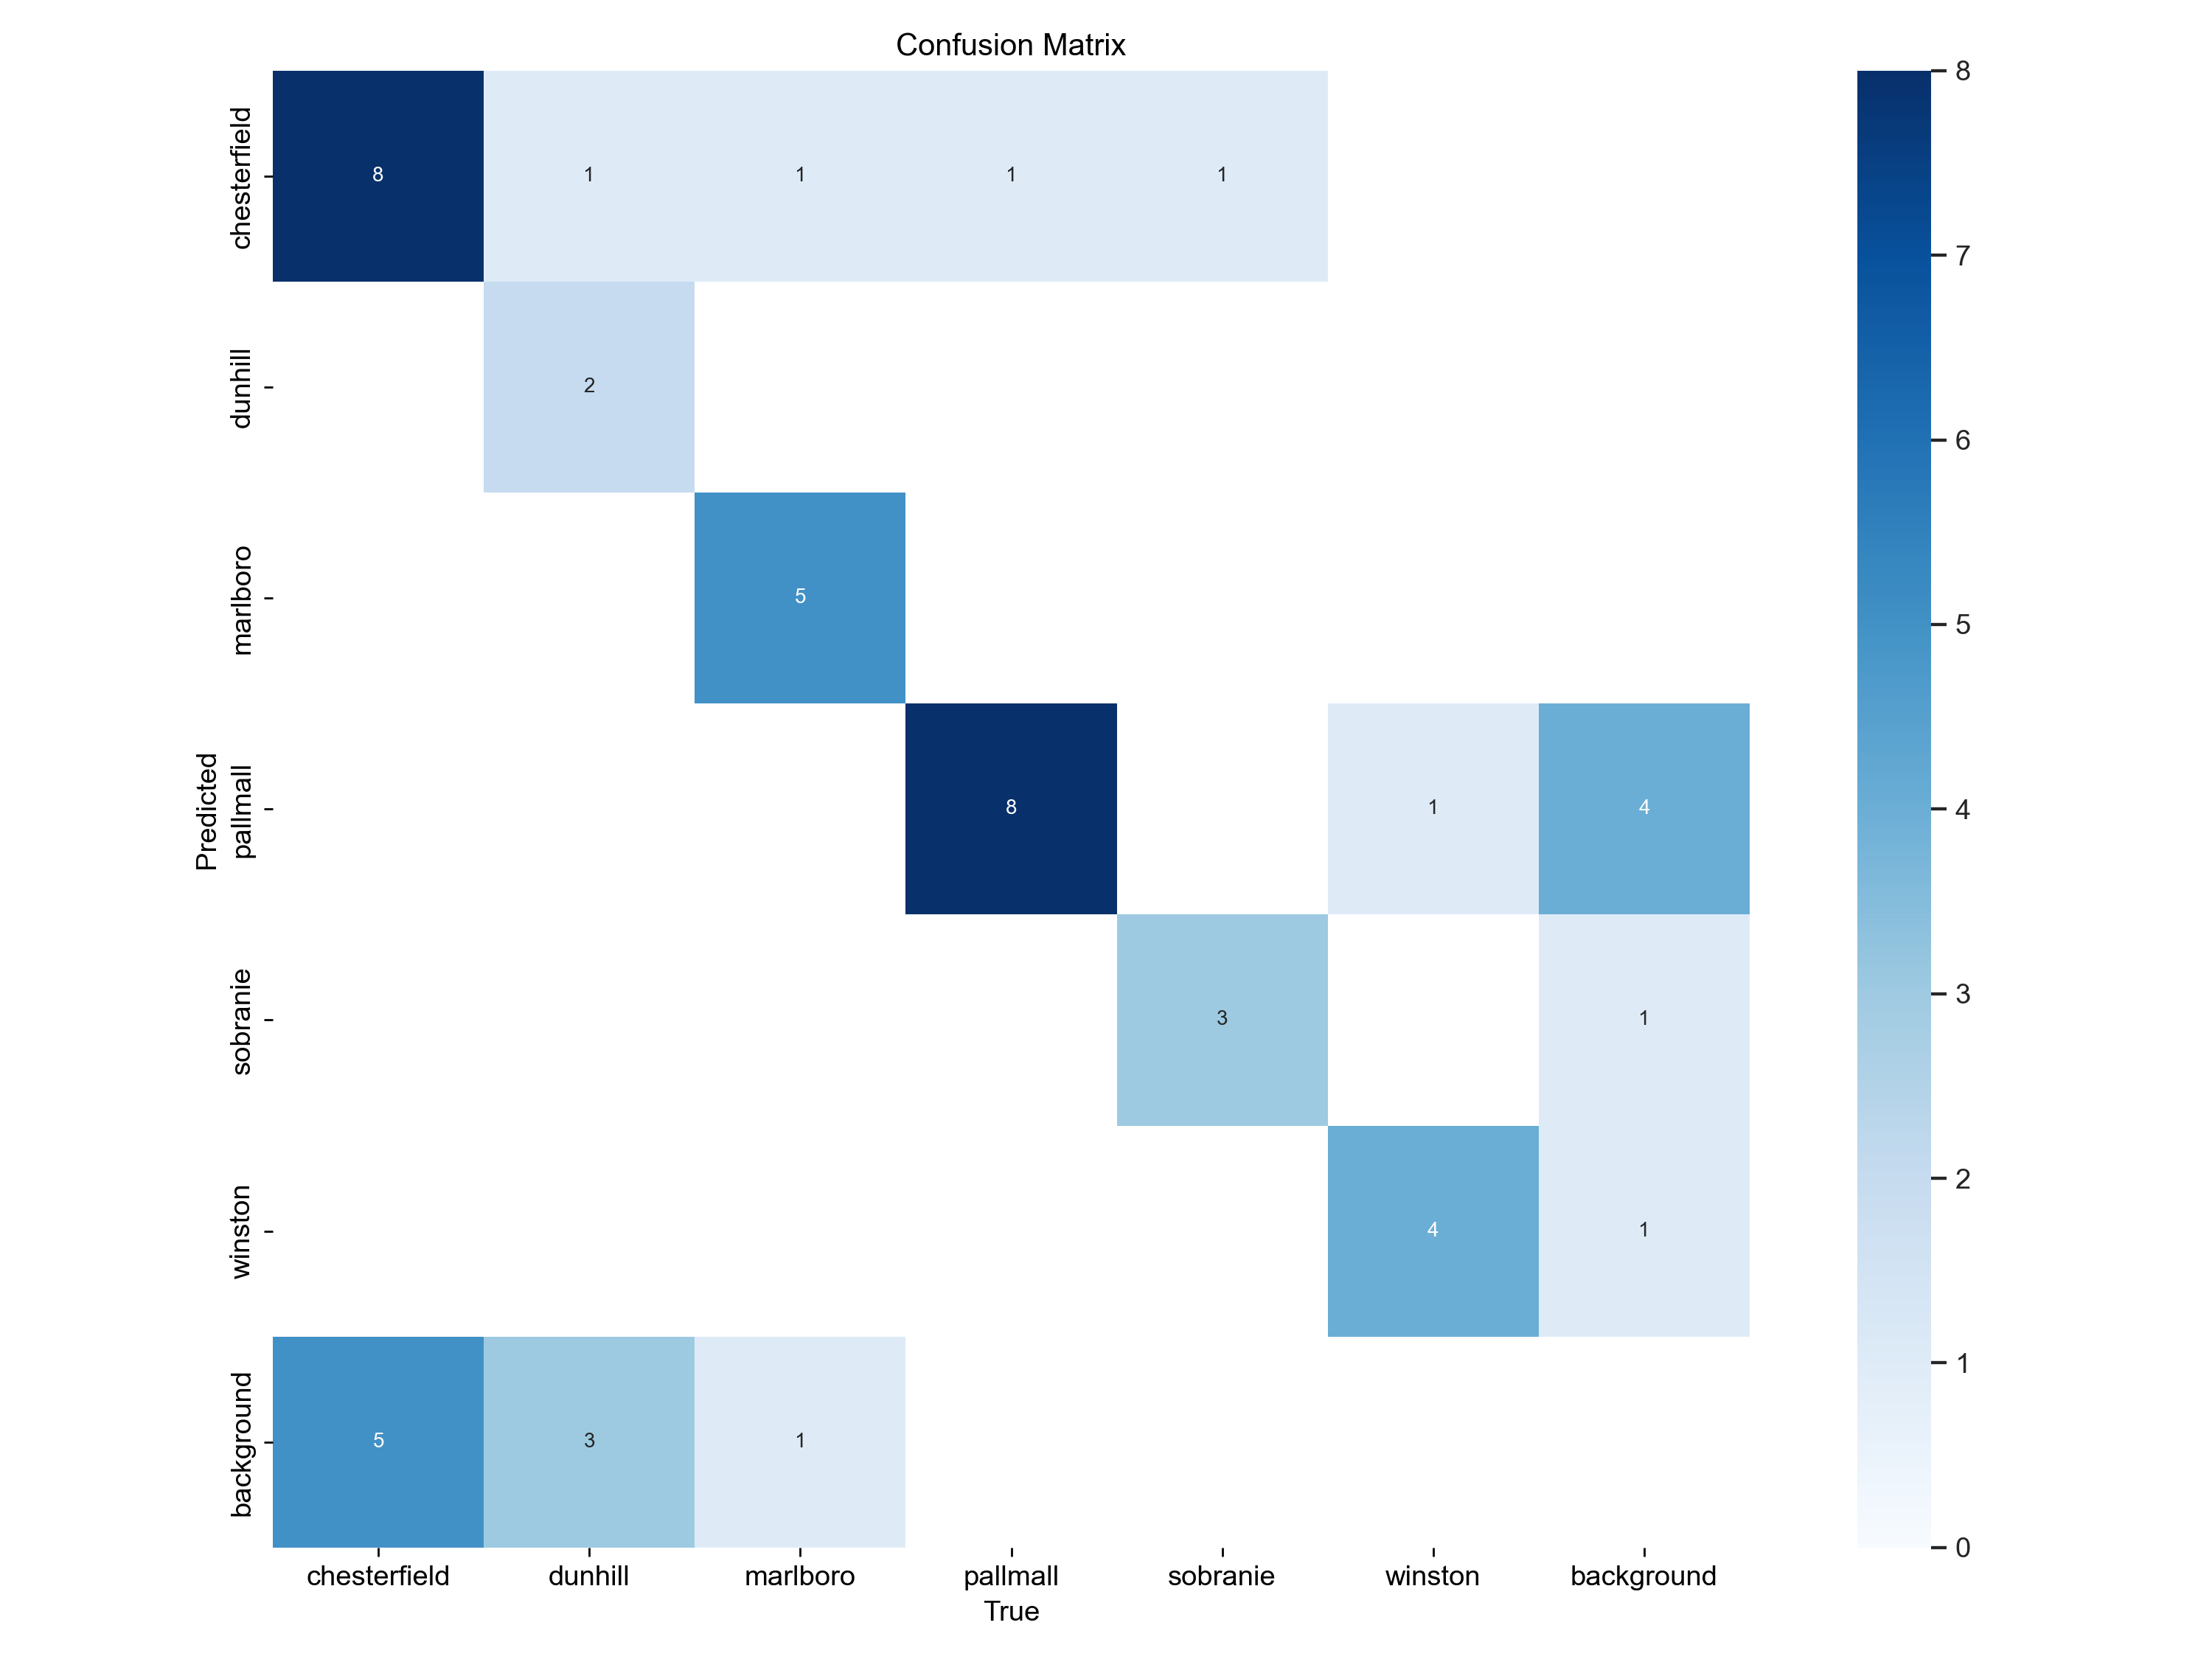 Confusion Matrix
chesterfield
8 1 1 1 1
dunhill
2
marlboro
5
Predicted
pallmall
8 1 4
sobranie
3 1
winston
4 1
background
5 3 1
chesterfield dunhill marlboro pallmall sobranie winston background
True
8
7
6
5
4
3
2
1
0